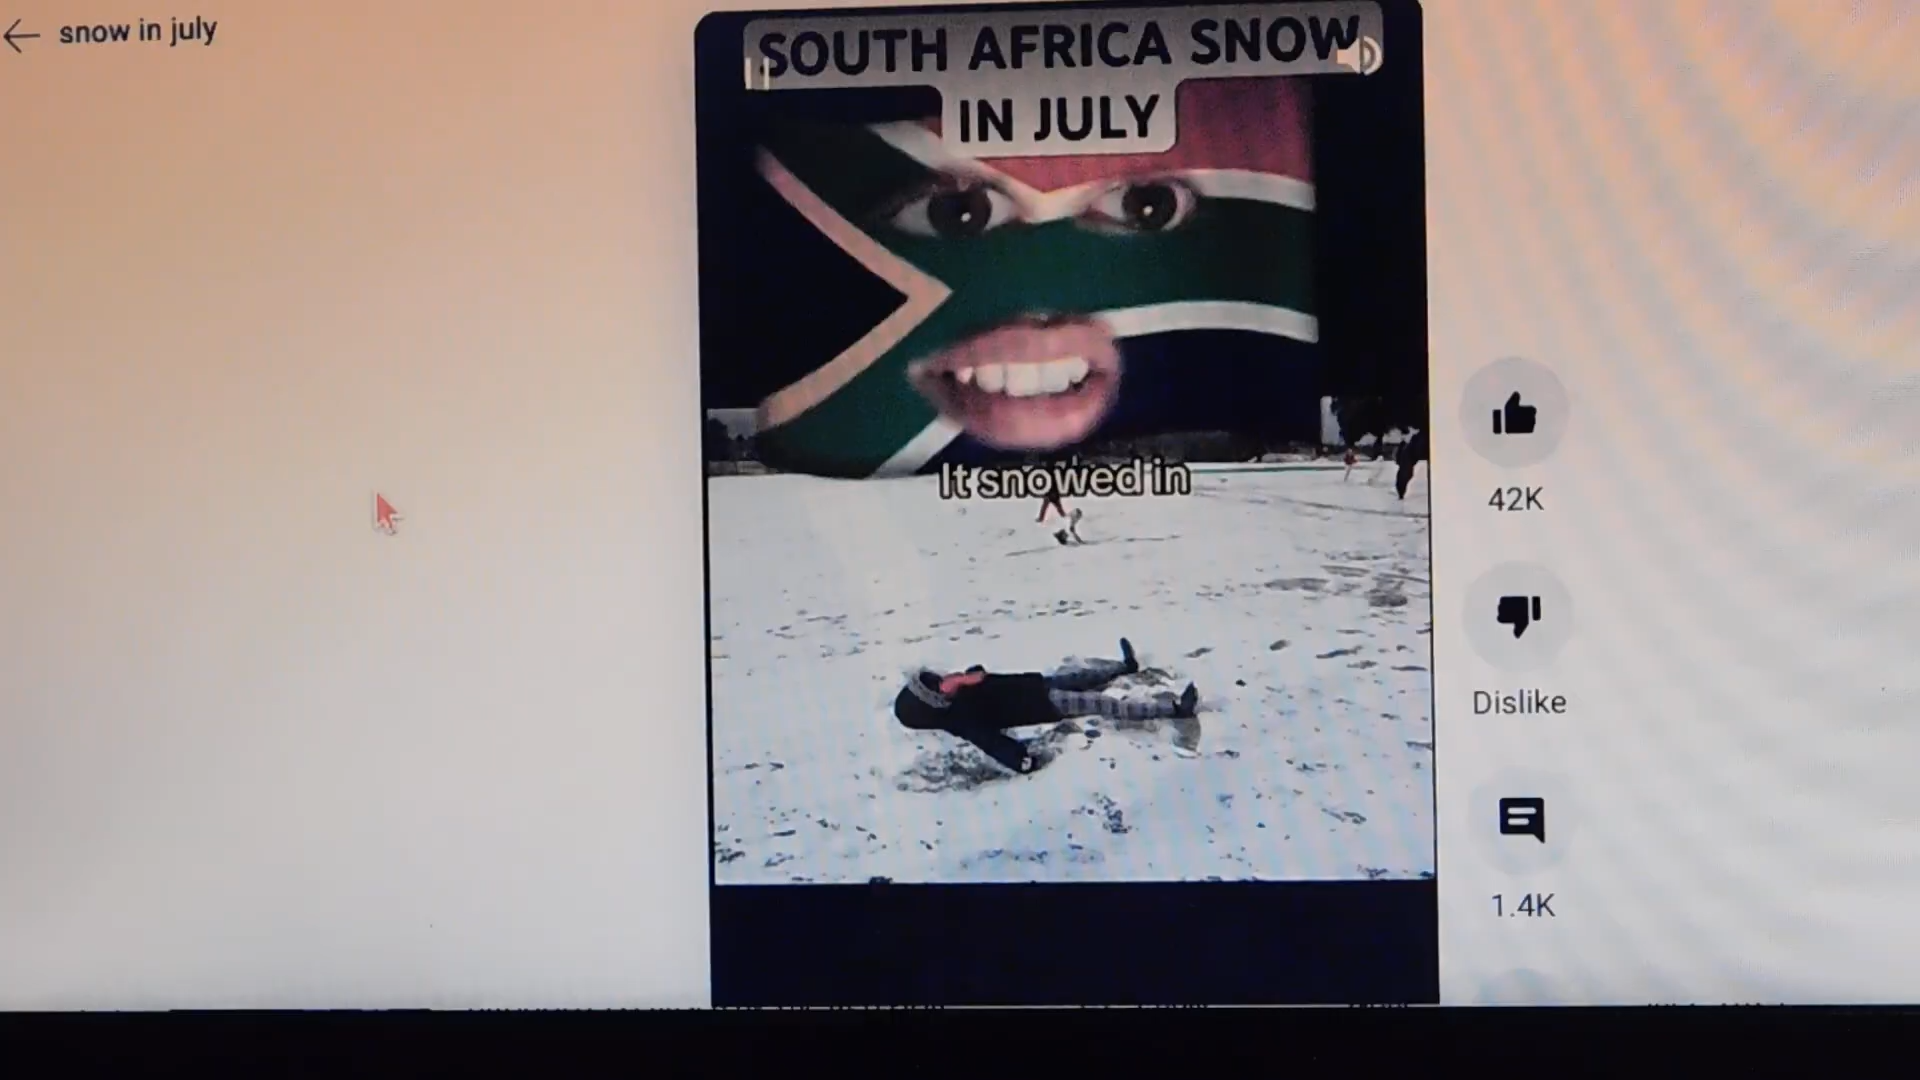 snow in july
SOUTH AFRICA SNOW
IN JULY
It snowed in
42K
Dislike
1.4K